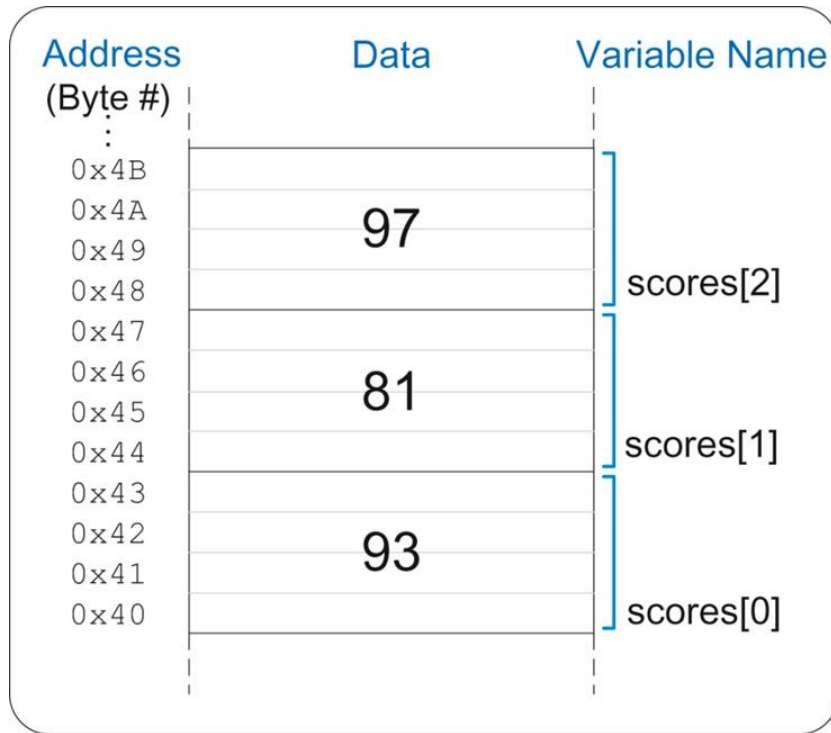 Address Data Variable Name
(Byte #)
0x4B
0x4A
97
0x49
0x48 scores[2]
0x47
0x46
81
0x45
0x44 scores[1]
0x43
0x42
93
0x41
0x40 scores[0]